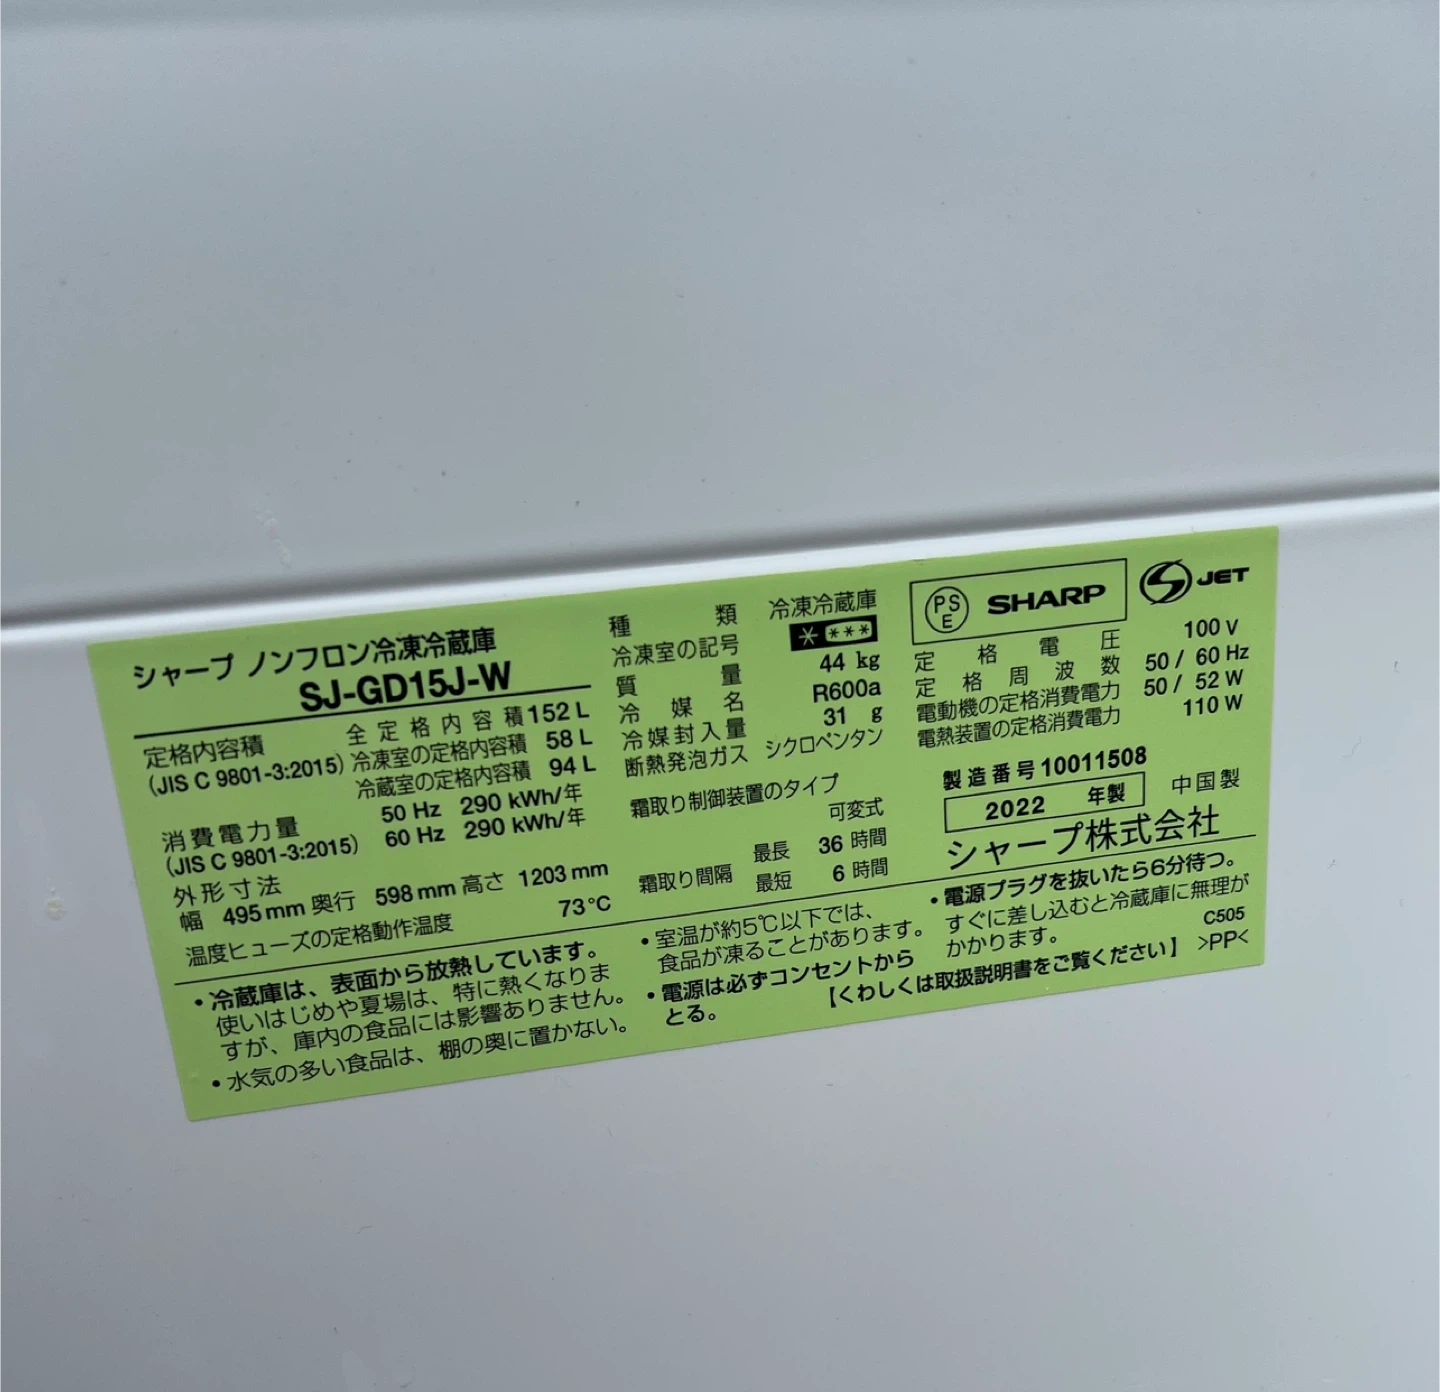 シャープ ノンフロン冷凍冷蔵庫
SJ-GD15J-W
定格内容積
(JIS C 9801-3:2015)
全定格内容積 152 L
冷凍室の定格内容積 58 L
冷蔵室の定格内容積 94 L
消費電力量
(JIS C 9801-3:2015)
50 Hz 290 kWh/年
60 Hz 290 kWh/年
外形寸法
幅 495 mm 奥行 598 mm 高さ 1203 mm
温度ヒューズの定格動作温度 73℃
種類 冷凍冷蔵庫
冷凍室の記号 * ***
質量 44 kg
冷媒名 R600a
冷媒封入量 31 g
断熱発泡ガス シクロペンタン
霜取り制御装置のタイプ
可変式
霜取り間隔
最長 36 時間
最短 6 時間
PSE SHARP
JET
定格電圧 100 V
定格周波数 50 / 60 Hz
電動機の定格消費電力 50 / 52 W
電熱装置の定格消費電力 110 W
製造番号 10011508
2022 年製 中国製
シャープ株式会社
・冷蔵庫は、表面から放熱しています。
使いはじめや夏場は、特に熱くなりま
すが、庫内の食品には影響ありません。
・水気の多い食品は、棚の奥に置かない。
・室温が約5℃以下では、
食品が凍ることがあります。
・電源は必ずコンセントから
とる。
・電源プラグを抜いたら6分待つ。
すぐに差し込むと冷蔵庫に無理が
かかります。
C505
【くわしくは取扱説明書をご覧ください】 >PP<